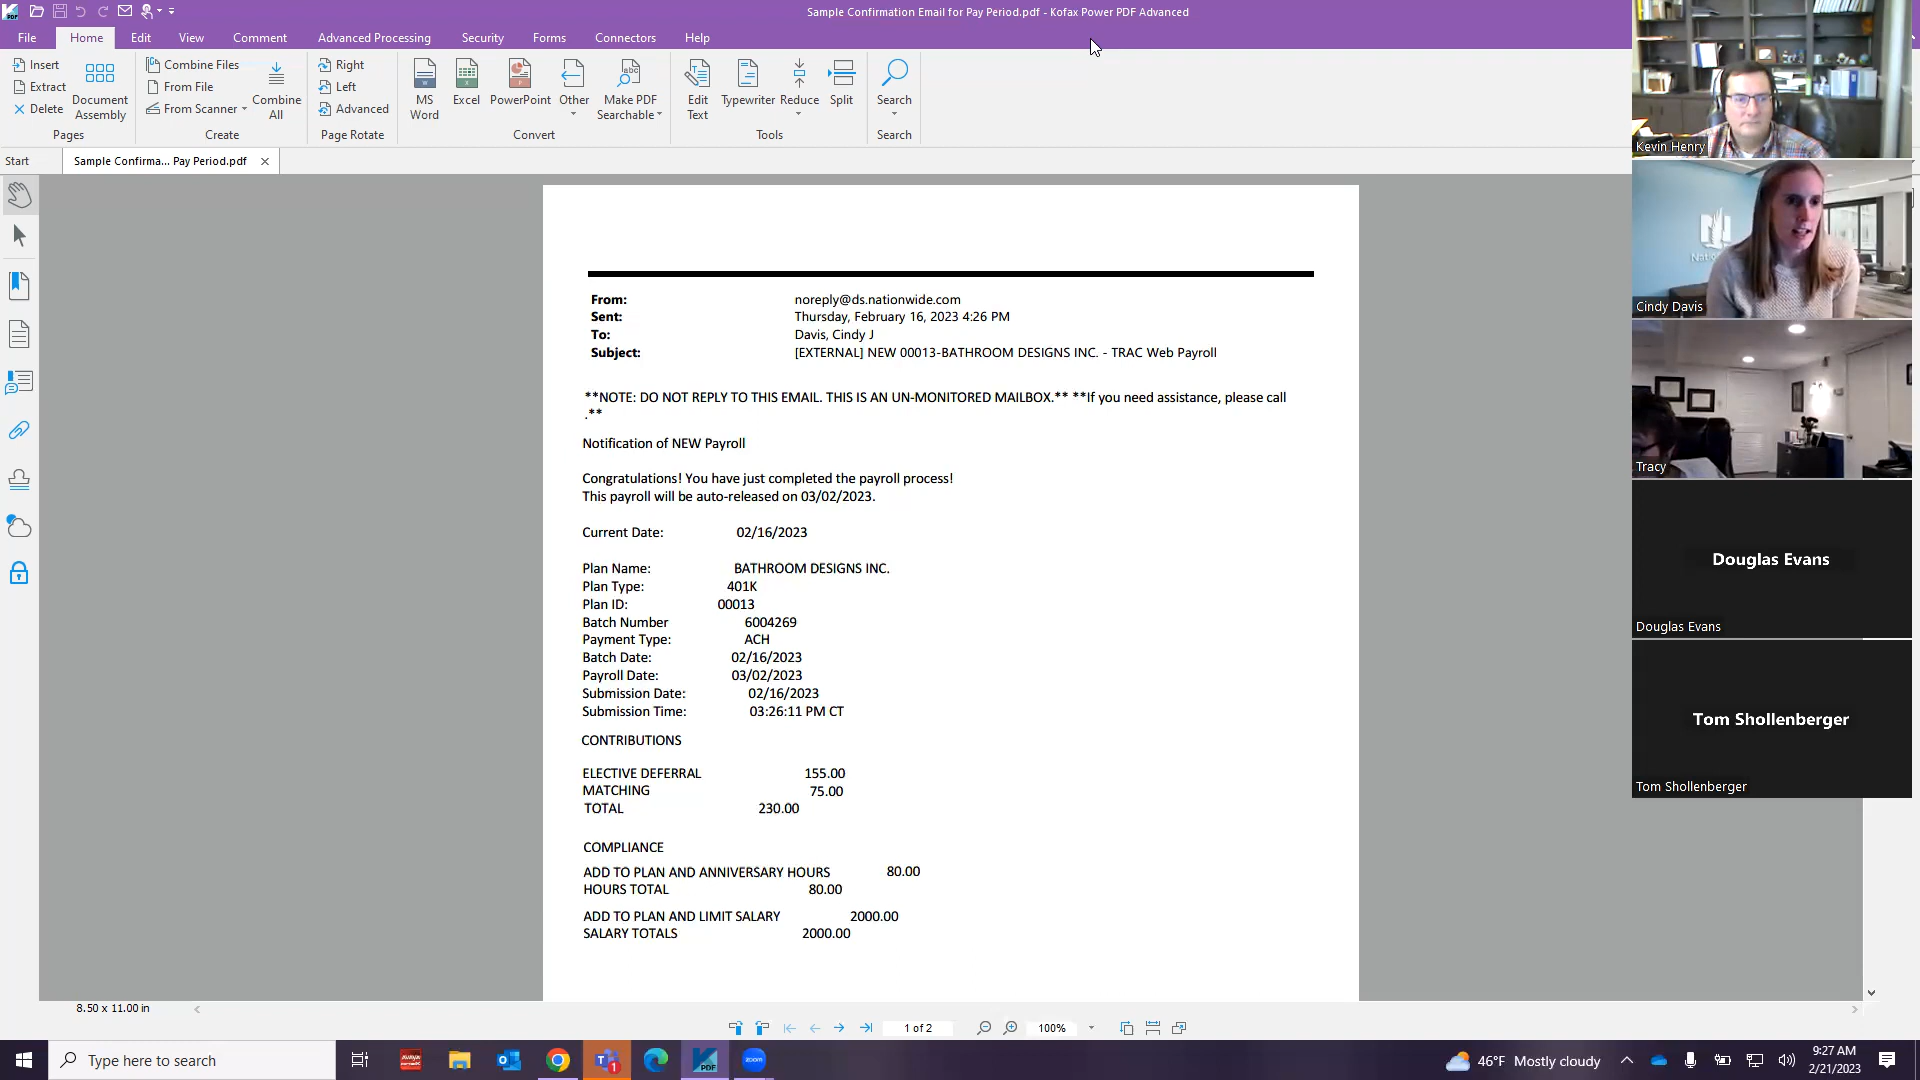 Sample Confirmation Email for Pay Period.pdf - Kofax Power PDF Advanced
File Home Edit View Comment Advanced Processing Security Forms Connectors Help
Insert
Extract
Delete
Document
Assembly
Pages
Combine Files
From File
From Scanner
Combine
All
Create
Right
Left
Advanced
Page Rotate
MS
Word
Excel
PowerPoint
Other
Make PDF
Searchable
Convert
Edit
Text
Typewriter
Reduce
Split
Tools
Search
Search
Start
Sample Confirma... Pay Period.pdf
From: noreply@ds.nationwide.com
Sent: Thursday, February 16, 2023 4:26 PM
To: Davis, Cindy J
Subject: [EXTERNAL] NEW 00013-BATHROOM DESIGNS INC. - TRAC Web Payroll
**NOTE: DO NOT REPLY TO THIS EMAIL. THIS IS AN UN-MONITORED MAILBOX.** **If you need assistance, please call
.**
Notification of NEW Payroll
Congratulations! You have just completed the payroll process!
This payroll will be auto-released on 03/02/2023.
Current Date: 02/16/2023
Plan Name: BATHROOM DESIGNS INC.
Plan Type: 401K
Plan ID: 00013
Batch Number 6004269
Payment Type: ACH
Batch Date: 02/16/2023
Payroll Date: 03/02/2023
Submission Date: 02/16/2023
Submission Time: 03:26:11 PM CT
CONTRIBUTIONS
ELECTIVE DEFERRAL 155.00
MATCHING 75.00
TOTAL 230.00
COMPLIANCE
ADD TO PLAN AND ANNIVERSARY HOURS 80.00
HOURS TOTAL 80.00
ADD TO PLAN AND LIMIT SALARY 2000.00
SALARY TOTALS 2000.00
Kevin Henry
Cindy Davis
Tracy
Douglas Evans
Douglas Evans
Tom Shollenberger
Tom Shollenberger
8.50 x 11.00 in
1 of 2
100%
Type here to search
46°F Mostly cloudy
9:27 AM
2/21/2023